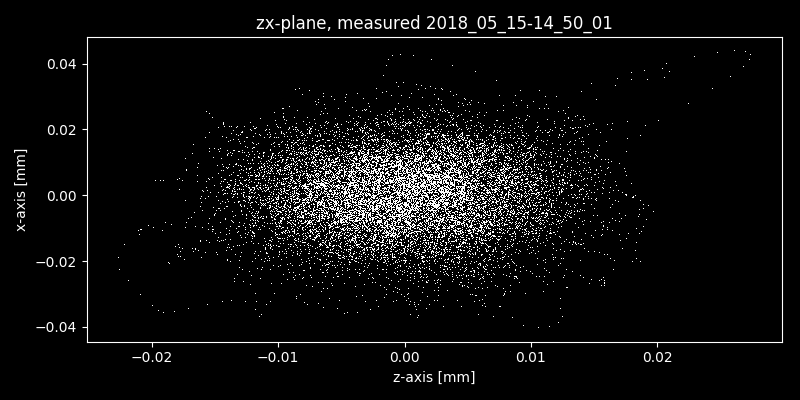 zx-plane, measured 2018_05_15-14_50_01
0.04
0.02
0.00
−0.02
−0.04
x-axis [mm]
−0.02 −0.01 0.00 0.01 0.02
z-axis [mm]